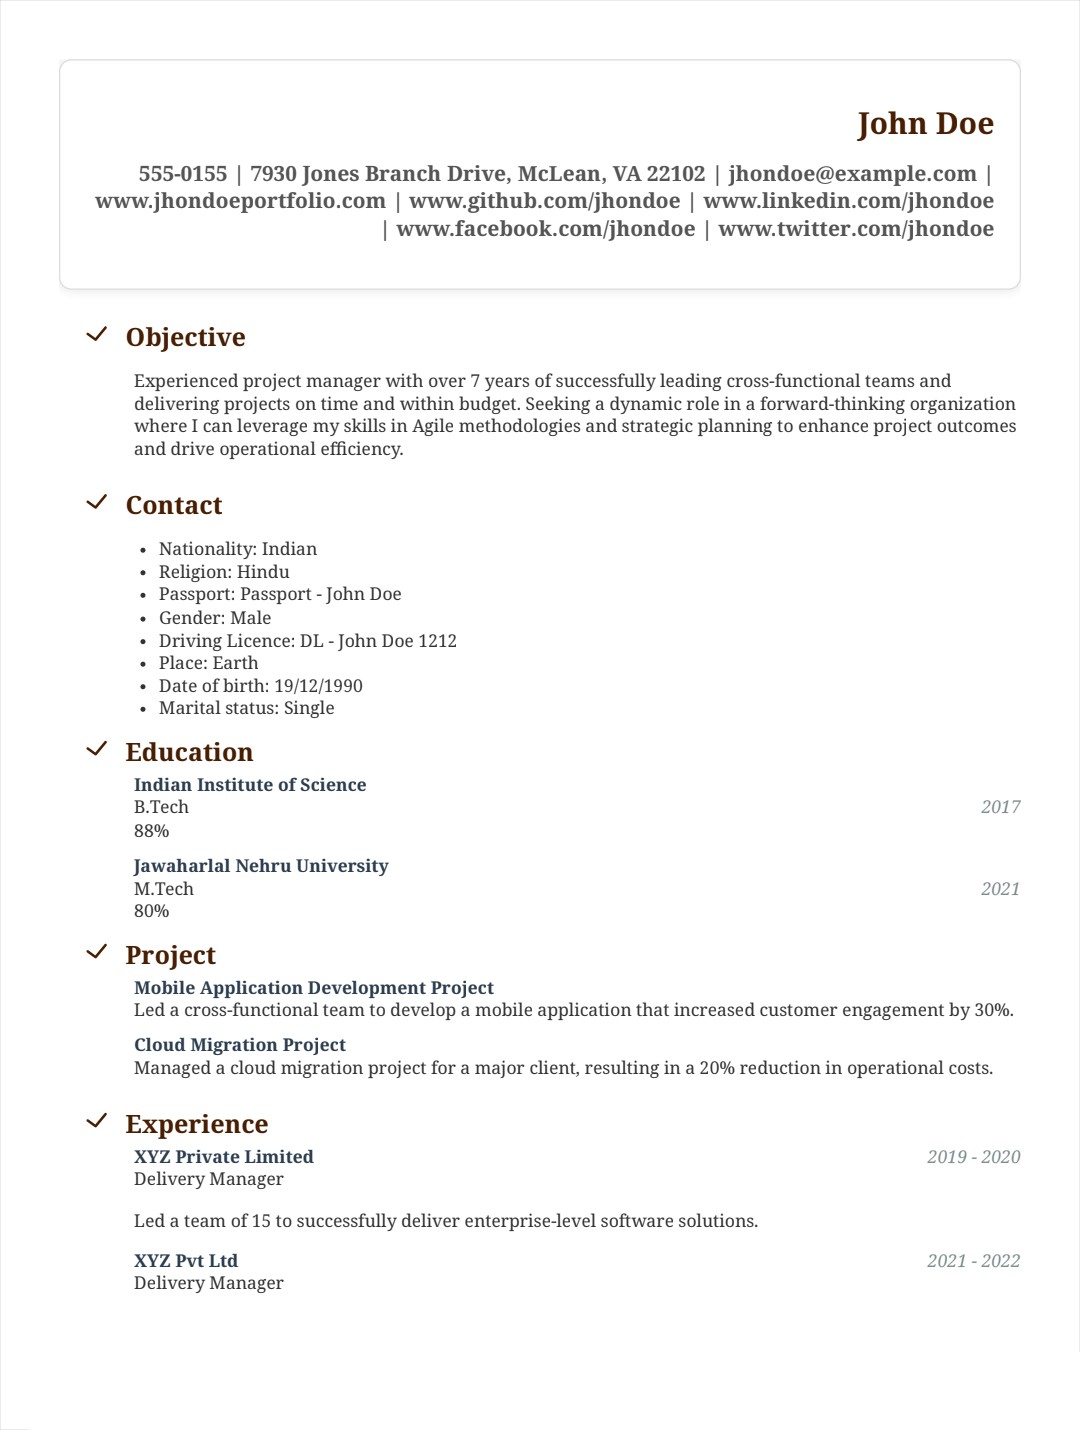 John Doe
555-0155 | 7930 Jones Branch Drive, McLean, VA 22102 | jhondoe@example.com |
www.jhondoeportfolio.com | www.github.com/jhondoe | www.linkedin.com/jhondoe
| www.facebook.com/jhondoe | www.twitter.com/jhondoe
Objective
Experienced project manager with over 7 years of successfully leading cross-functional teams and
delivering projects on time and within budget. Seeking a dynamic role in a forward-thinking organization
where I can leverage my skills in Agile methodologies and strategic planning to enhance project outcomes
and drive operational efficiency.
Contact
• Nationality: Indian
• Religion: Hindu
• Passport: Passport - John Doe
• Gender: Male
• Driving Licence: DL - John Doe 1212
• Place: Earth
• Date of birth: 19/12/1990
• Marital status: Single
Education
Indian Institute of Science
B.Tech 2017
88%
Jawaharlal Nehru University
M.Tech 2021
80%
Project
Mobile Application Development Project
Led a cross-functional team to develop a mobile application that increased customer engagement by 30%.
Cloud Migration Project
Managed a cloud migration project for a major client, resulting in a 20% reduction in operational costs.
Experience
XYZ Private Limited 2019 - 2020
Delivery Manager
Led a team of 15 to successfully deliver enterprise-level software solutions.
XYZ Pvt Ltd 2021 - 2022
Delivery Manager